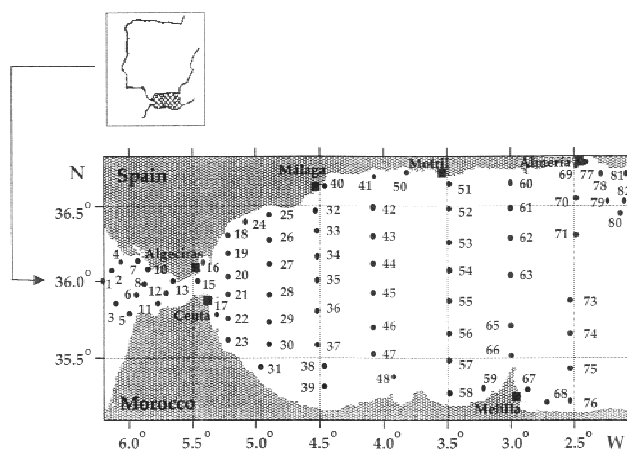 N
Spain
Málaga
Motril
Almería
40 41 50 51 60 69 77 81
78
36.5°
4 18 24 25 32 42 52 61 70 79 82
80
Algeciras
7 10 16 19 26 33 43 53 62 71
36.0°
1 2 8 13 15 20 27 34 44 54 63
6 12 21 28 35 45 55 73
3 5 11 17 22 29 36 46 56 65 74
Ceuta
35.5°
23 30 37 47 57 66 75
31 38 48 58 59 67 68 76
39
Melilla
Morocco
6.0° 5.5° 5.0° 4.5° 4.0° 3.5° 3.0° 2.5° W